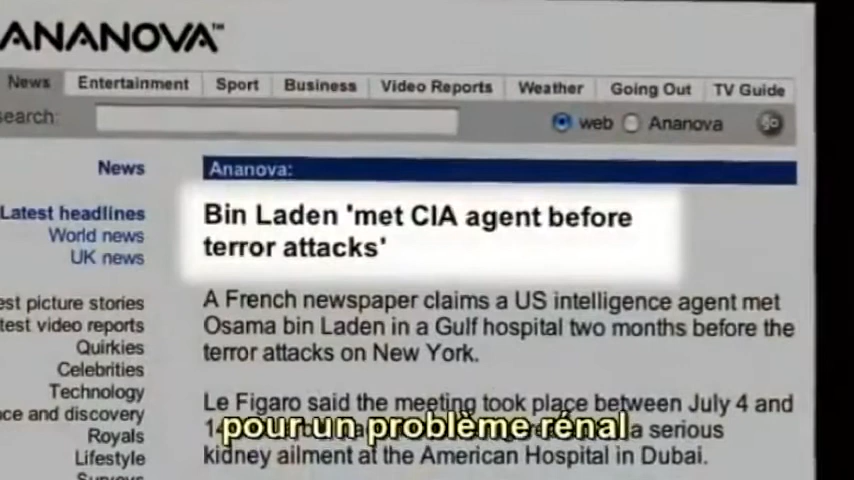 ANANOVA™
News Entertainment Sport Business Video Reports Weather Going Out TV Guide
earch: web Ananova go
News
Ananova:
Latest headlines
World news
UK news
Bin Laden 'met CIA agent before
terror attacks'
est picture stories
test video reports
Quirkies
Celebrities
Technology
ce and discovery
Royals
Lifestyle
A French newspaper claims a US intelligence agent met
Osama bin Laden in a Gulf hospital two months before the
terror attacks on New York.
Le Figaro said the meeting took place between July 4 and
14 a serious
kidney ailment at the American Hospital in Dubai.
pour un problème rénal